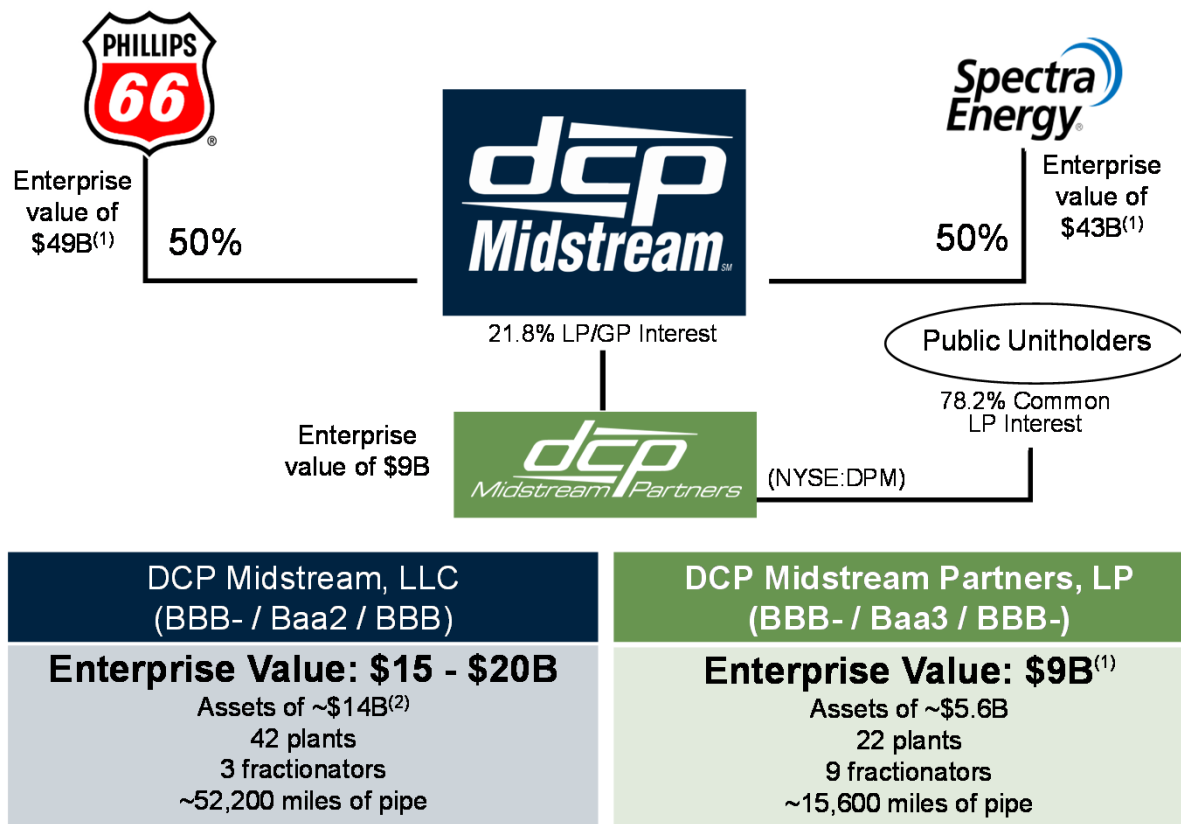 PHILLIPS
66®
Enterprise
value of
$49B(1)
50%
dcp
Midstream℠
21.8% LP/GP Interest
Spectra
Energy®
Enterprise
value of
$43B(1)
50%
Public Unitholders
78.2% Common
LP Interest
Enterprise
value of $9B
dcp
Midstream Partners
(NYSE:DPM)
DCP Midstream, LLC
(BBB- / Baa2 / BBB)
Enterprise Value: $15 - $20B
Assets of ~$14B(2)
42 plants
3 fractionators
~52,200 miles of pipe
DCP Midstream Partners, LP
(BBB- / Baa3 / BBB-)
Enterprise Value: $9B(1)
Assets of ~$5.6B
22 plants
9 fractionators
~15,600 miles of pipe